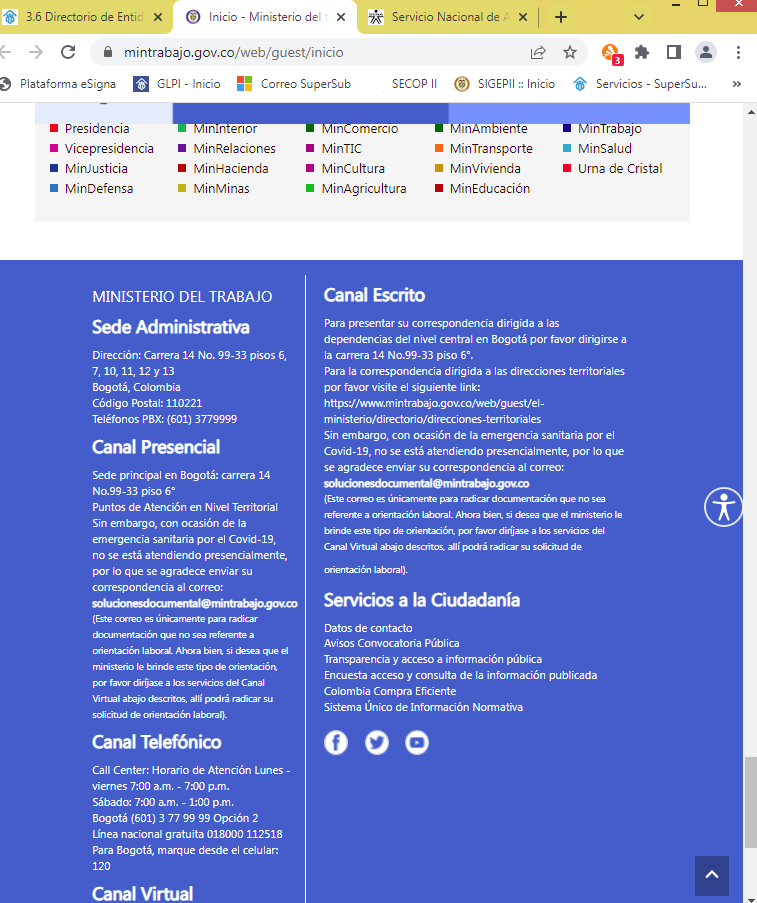 3.6 Directorio de Entid
Inicio - Ministerio del t
Servicio Nacional de A
mintrabajo.gov.co/web/guest/inicio
3
Plataforma eSigna
GLPI - Inicio
Correo SuperSub
SECOP II
SIGEPII :: Inicio
Servicios - SuperSu...
»
Presidencia
MinInterior
MinComercio
MinAmbiente
MinTrabajo
Vicepresidencia
MinRelaciones
MinTIC
MinTransporte
MinSalud
MinJusticia
MinHacienda
MinCultura
MinVivienda
Urna de Cristal
MinDefensa
MinMinas
MinAgricultura
MinEducación
MINISTERIO DEL TRABAJO
Sede Administrativa
Dirección: Carrera 14 No. 99-33 pisos 6,
7, 10, 11, 12 y 13
Bogotá, Colombia
Código Postal: 110221
Teléfonos PBX: (601) 3779999
Canal Presencial
Sede principal en Bogotá: carrera 14
No.99-33 piso 6°
Puntos de Atención en Nivel Territorial
Sin embargo, con ocasión de la
emergencia sanitaria por el Covid-19,
no se está atendiendo presencialmente,
por lo que se agradece enviar su
correspondencia al correo:
solucionesdocumental@mintrabajo.gov.co
(Este correo es únicamente para radicar
documentación que no sea referente a
orientación laboral. Ahora bien, si desea que el
ministerio le brinde este tipo de orientación,
por favor diríjase a los servicios del Canal
Virtual abajo descritos, allí podrá radicar su
solicitud de orientación laboral).
Canal Telefónico
Call Center: Horario de Atención Lunes -
viernes 7:00 a.m. - 7:00 p.m.
Sábado: 7:00 a.m. - 1:00 p.m.
Bogotá (601) 3 77 99 99 Opción 2
Línea nacional gratuita 018000 112518
Para Bogotá, marque desde el celular:
120
Canal Virtual
Canal Escrito
Para presentar su correspondencia dirigida a las
dependencias del nivel central en Bogotá por favor dirigirse a
la carrera 14 No.99-33 piso 6°.
Para la correspondencia dirigida a las direcciones territoriales
por favor visite el siguiente link:
https://www.mintrabajo.gov.co/web/guest/el-
ministerio/directorio/direcciones-territoriales
Sin embargo, con ocasión de la emergencia sanitaria por el
Covid-19, no se está atendiendo presencialmente, por lo que
se agradece enviar su correspondencia al correo:
solucionesdocumental@mintrabajo.gov.co
(Este correo es únicamente para radicar documentación que no sea
referente a orientación laboral. Ahora bien, si desea que el ministerio le
brinde este tipo de orientación, por favor diríjase a los servicios del
Canal Virtual abajo descritos, allí podrá radicar su solicitud de
orientación laboral).
Servicios a la Ciudadanía
Datos de contacto
Avisos Convocatoria Pública
Transparencia y acceso a información pública
Encuesta acceso y consulta de la información publicada
Colombia Compra Eficiente
Sistema Único de Información Normativa